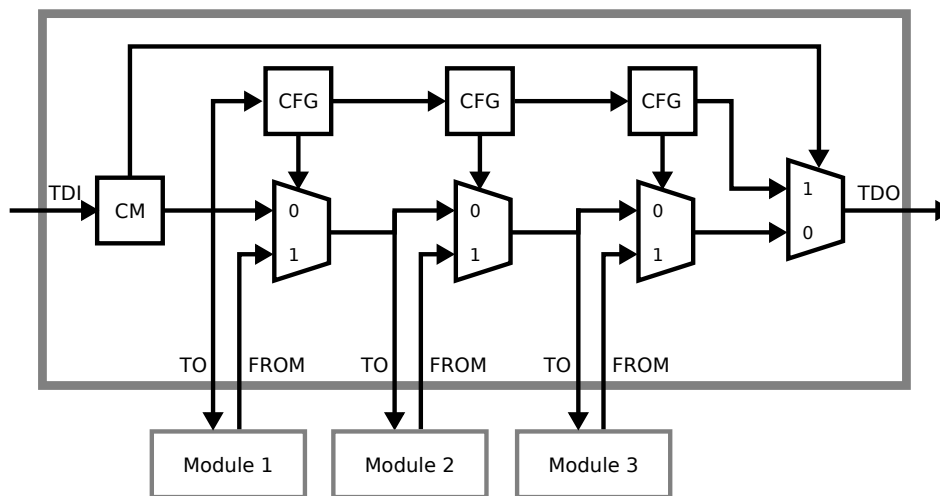 CFG CFG CFG
TDI CM 0 0 0 1 TDO
1 1 1 0
TO FROM TO FROM TO FROM
Module 1 Module 2 Module 3